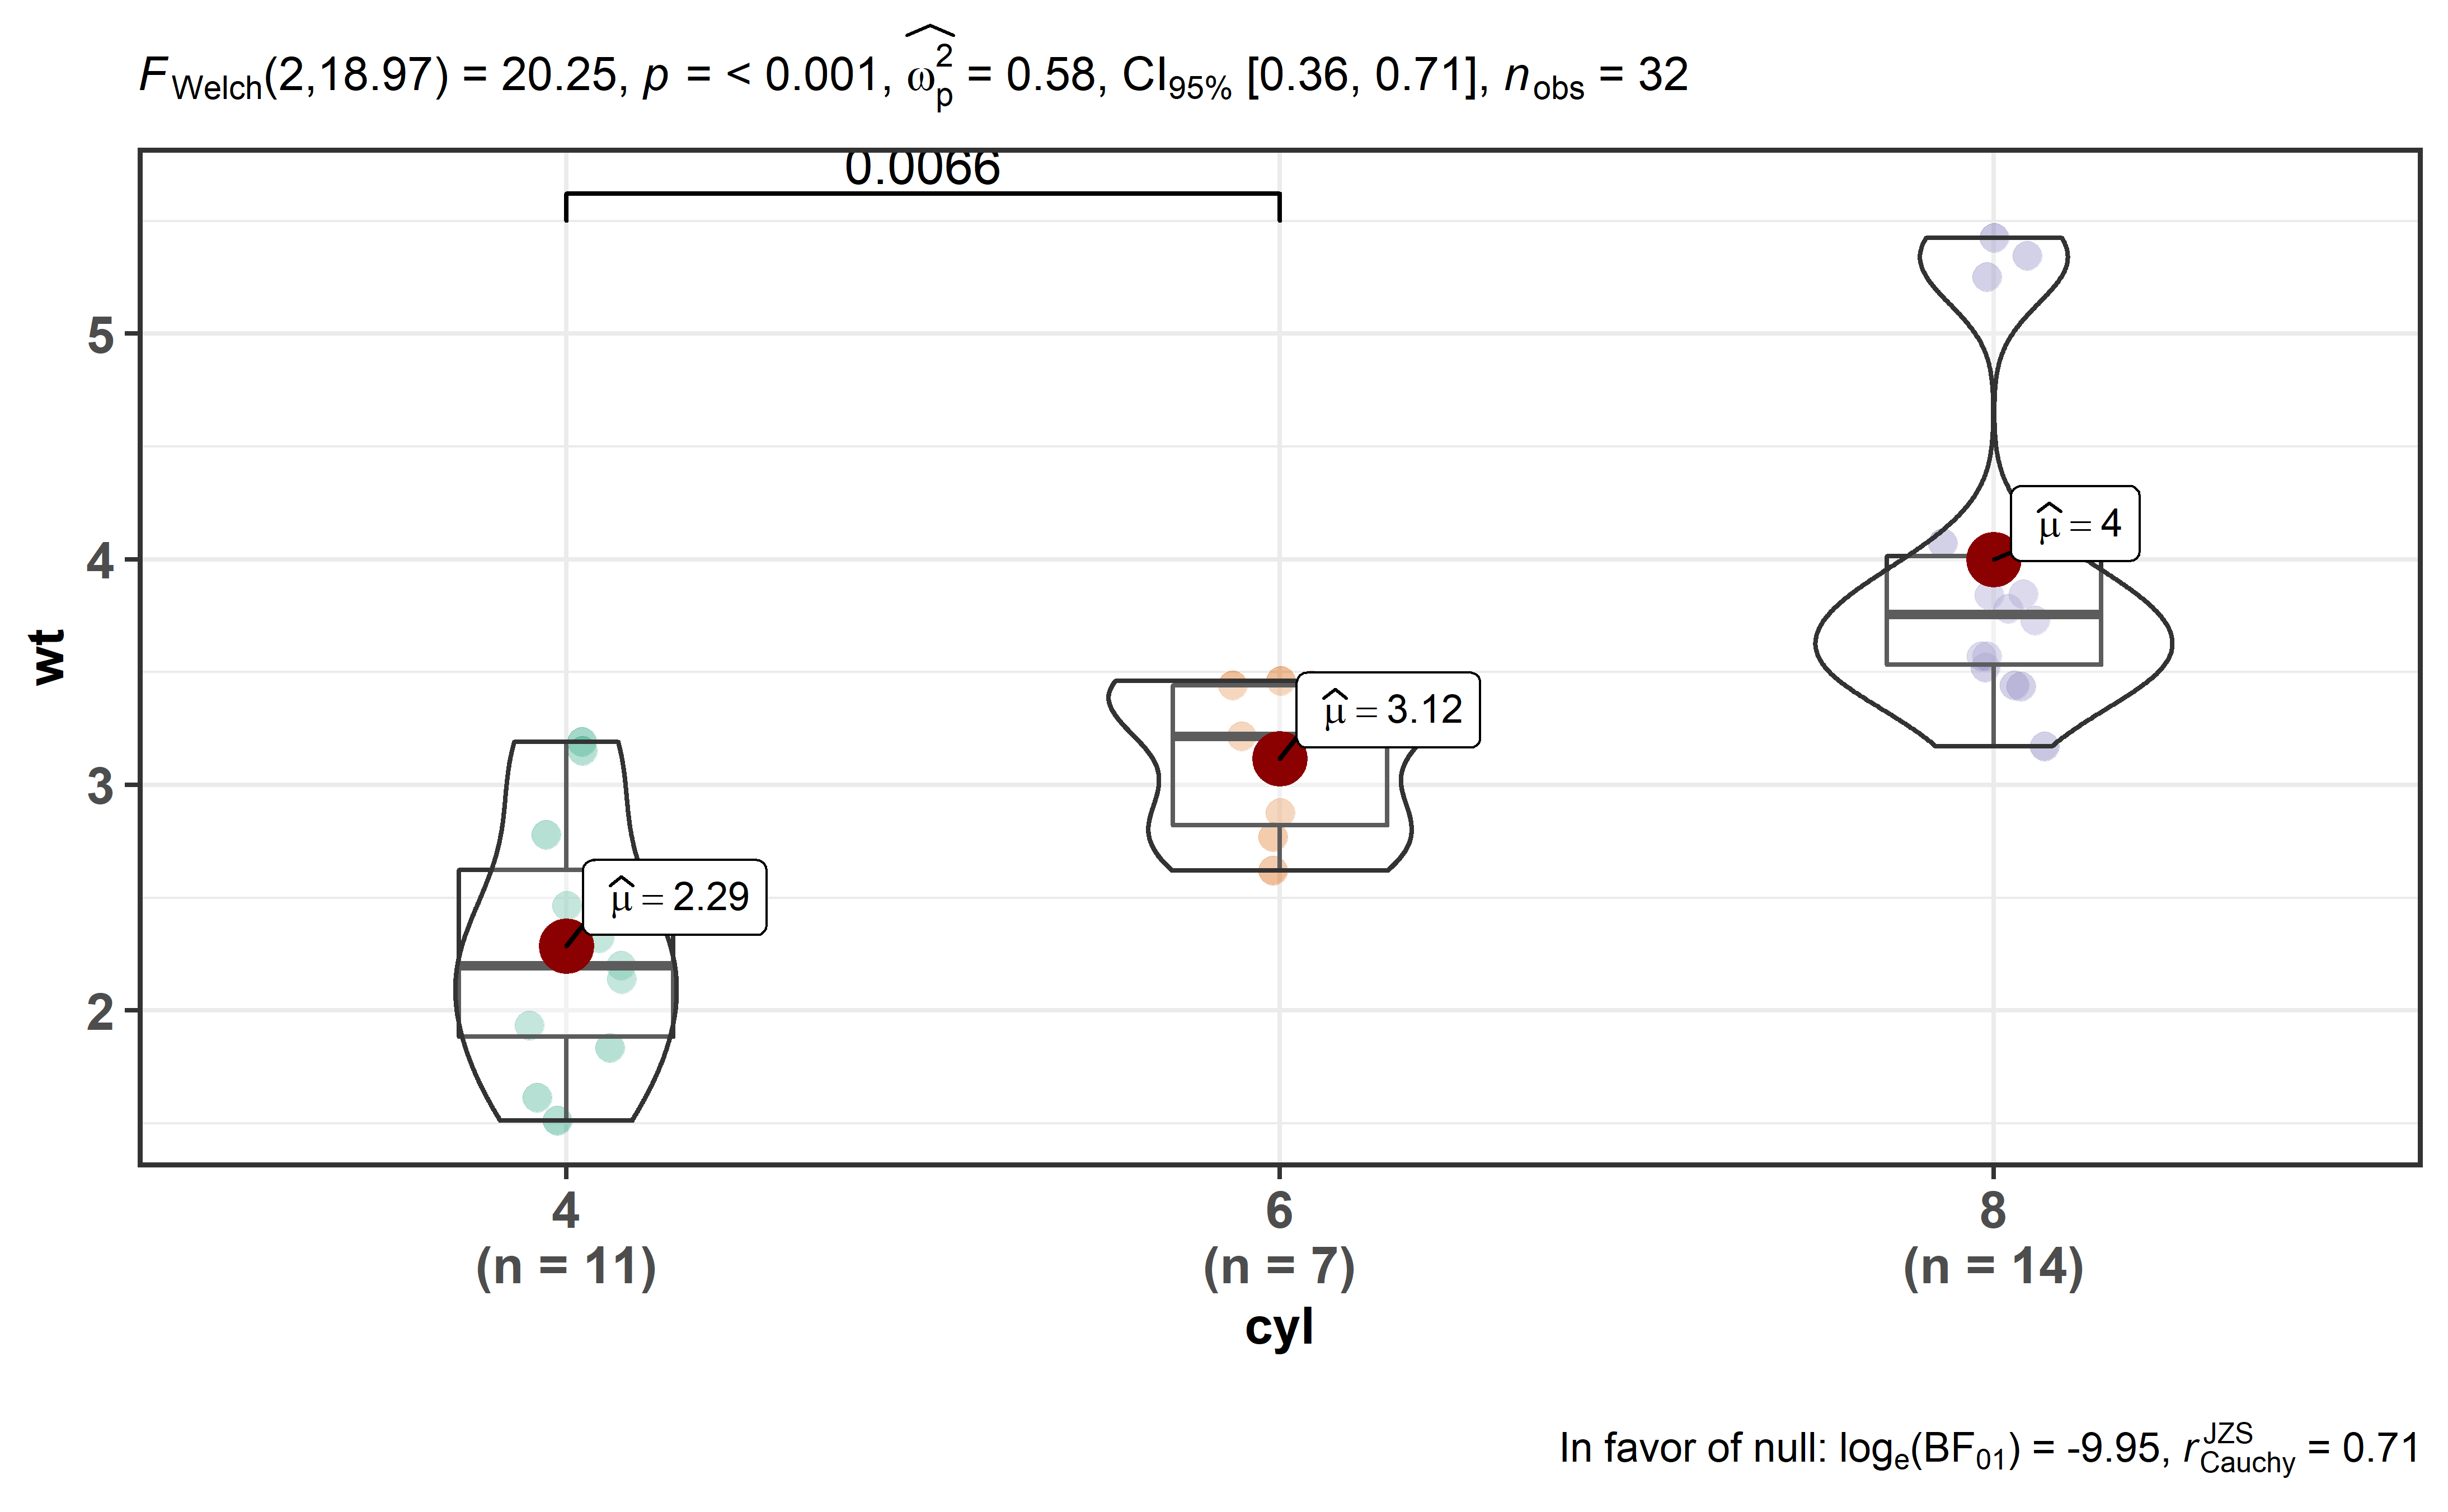 F_Welch(2,18.97) = 20.25, p = < 0.001, ω̂²_p = 0.58, CI_95% [0.36, 0.71], n_obs = 32
0.0066
5
μ̂ = 4
4
wt
μ̂ = 3.12
3
μ̂ = 2.29
2
4 6 8
(n = 11) (n = 7) (n = 14)
cyl
In favor of null: log_e(BF_01) = -9.95, r^JZS_Cauchy = 0.71